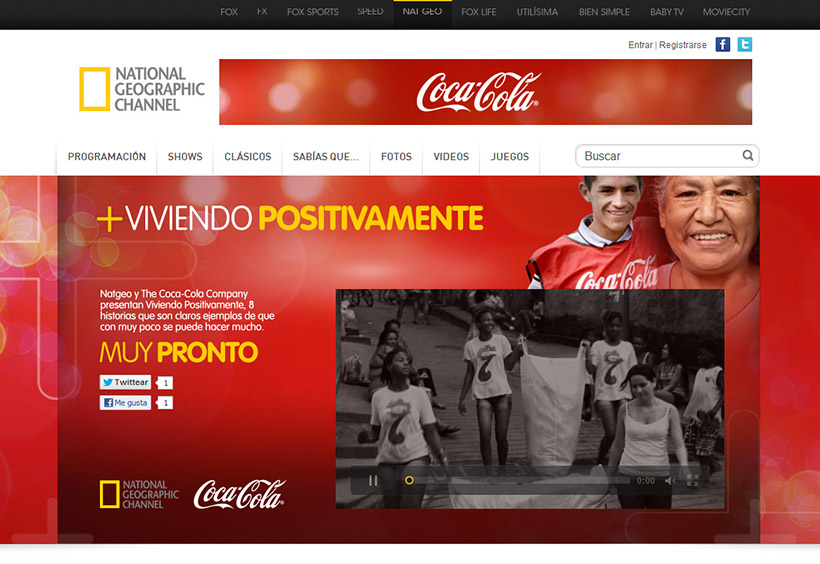 FOX FX FOX SPORTS SPEED NAT GEO FOX LIFE UTILÍSIMA BIEN SIMPLE BABY TV MOVIECITY
Entrar | Registrarse
NATIONAL
GEOGRAPHIC
CHANNEL
Coca-Cola
PROGRAMACIÓN SHOWS CLÁSICOS SABÍAS QUE... FOTOS VIDEOS JUEGOS Buscar
+VIVIENDO POSITIVAMENTE
Coca-Cola
Natgeo y The Coca-Cola Company
presentan Viviendo Positivamente, 8
historias que son claros ejemplos de que
con muy poco se puede hacer mucho.
MUY PRONTO
Twittear 1
Me gusta 1
0:00
NATIONAL
GEOGRAPHIC
CHANNEL
Coca-Cola